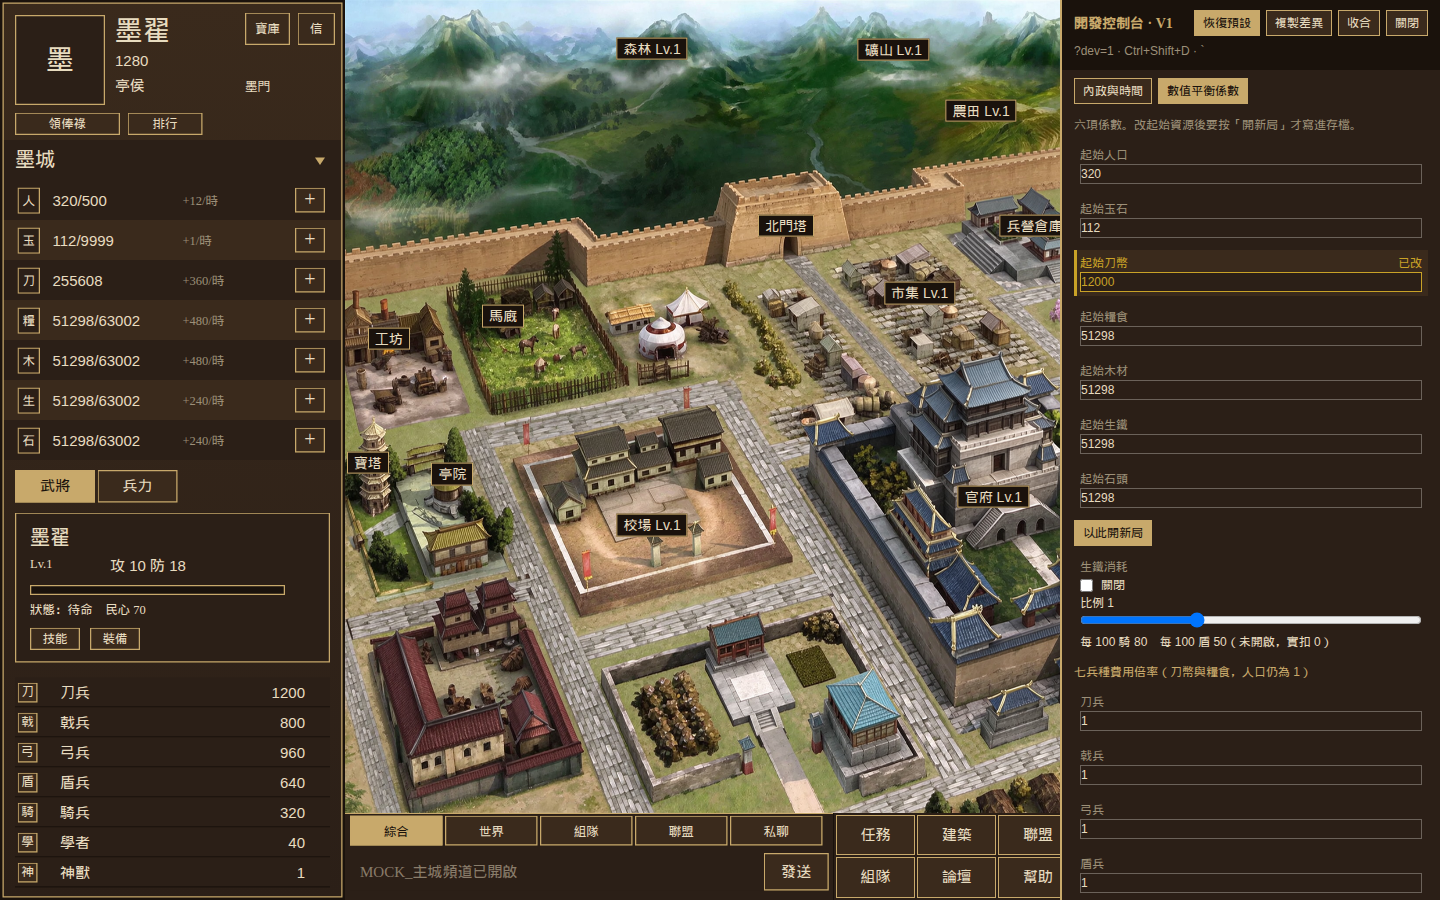 墨
墨翟
1280
亭侯
墨門
寶庫
信
領俸祿
排行
墨城
人 320/500 +12/時 +
玉 112/9999 +1/時 +
刀 255608 +360/時 +
糧 51298/63002 +480/時 +
木 51298/63002 +480/時 +
生 51298/63002 +240/時 +
石 51298/63002 +240/時 +
武將
兵力
墨翟
Lv.1 攻 10 防 18
狀態：待命 民心 70
技能
裝備
刀 刀兵 1200
戟 戟兵 800
弓 弓兵 960
盾 盾兵 640
騎 騎兵 320
學 學者 40
神 神獸 1
森林 Lv.1
礦山 Lv.1
農田 Lv.1
北門塔
兵營倉庫
市集 Lv.1
馬廄
工坊
寶塔
亭院
官府 Lv.1
校場 Lv.1
綜合
世界
組隊
聯盟
私聊
MOCK_主城頻道已開啟
發送
任務
建築
聯盟
組隊
論壇
幫助
開發控制台 · V1
恢復預設
複製差異
收合
關閉
?dev=1 · Ctrl+Shift+D · `
內政與時間
數值平衡係數
六項係數。改起始資源後要按「開新局」才寫進存檔。
起始人口
320
起始玉石
112
起始刀幣 已改
12000
起始糧食
51298
起始木材
51298
起始生鐵
51298
起始石頭
51298
以此開新局
生鐵消耗
關閉
比例 1
每 100 騎 80 每 100 盾 50（未開啟，實扣 0）
七兵種費用倍率（刀幣與糧食，人口仍為 1）
刀兵
1
戟兵
1
弓兵
1
盾兵
1